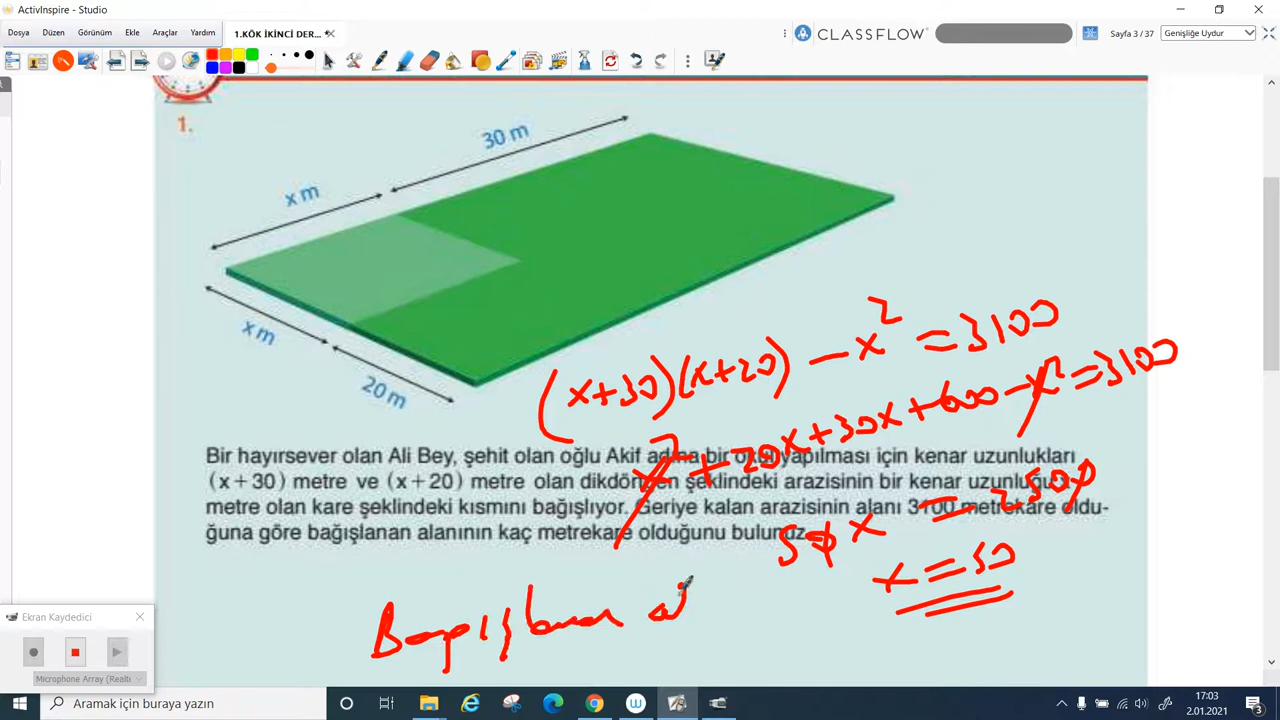 ActivInspire - Studio
Dosya Düzen Görünüm Ekle Araçlar Yardım
1.KÖK İKİNCİ DER...
CLASSFLOW
Sayfa 3 / 37
Genişliğe Uydur
1.
30 m
x m
x m
20 m
(x+30)(x+20) - x² = 3100
x² + 20x + 30x + 600 - x² = 3100
50x = 2500
x = 50
Bir hayırsever olan Ali Bey, şehit olan oğlu Akif adına bir okul yapılması için kenar uzunlukları
(x + 30) metre ve (x + 20) metre olan dikdörtgen şeklindeki arazisinin bir kenar uzunluğu x
metre olan kare şeklindeki kısmını bağışlıyor. Geriye kalan arazisinin alanı 3100 metrekare oldu-
ğuna göre bağışlanan alanının kaç metrekare olduğunu bulunuz.
Bağışlanan al
Ekran Kaydedici
Microphone Array (Realt
Aramak için buraya yazın
17:03
2.01.2021
3